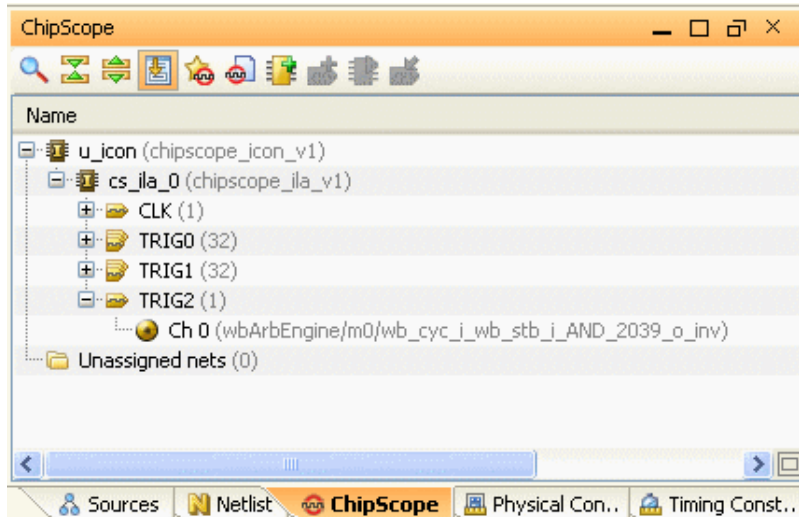 ChipScope
Name
u_icon (chipscope_icon_v1)
cs_ila_0 (chipscope_ila_v1)
CLK (1)
TRIG0 (32)
TRIG1 (32)
TRIG2 (1)
Ch 0 (wbArbEngine/m0/wb_cyc_i_wb_stb_i_AND_2039_o_inv)
Unassigned nets (0)
Sources Netlist ChipScope Physical Con.. Timing Const..